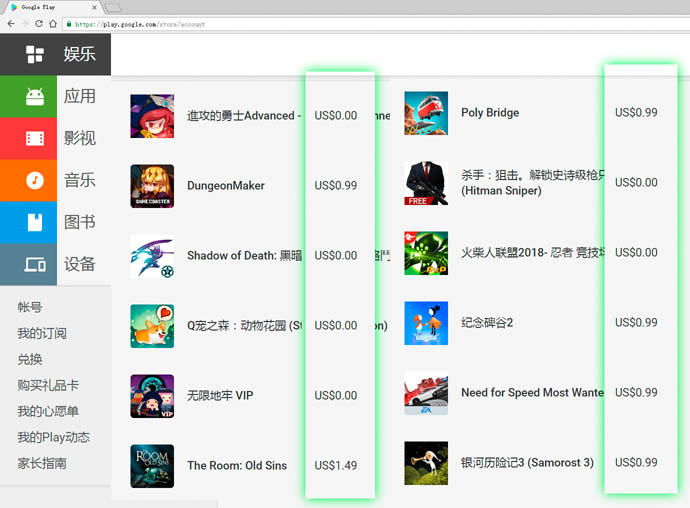 Google Play
https://play.google.com/store/account
娱乐
应用
影视
音乐
图书
设备
帐号
我的订阅
兑换
购买礼品卡
我的心愿单
我的Play动态
家长指南
進攻的勇士Advanced - nne
US$0.00
GAME COASTER
DungeonMaker
US$0.99
Shadow of Death: 黑暗 格鬥
US$0.00
Q宠之森：动物花园 (St on)
US$0.00
VIP
无限地牢 VIP
US$0.00
ROOM
OLD SINS
The Room: Old Sins
US$1.49
Poly Bridge
US$0.99
FREE
杀手：狙击。解锁史诗级枪
(Hitman Sniper)
US$0.00
PvP
火柴人联盟2018- 忍者 竞技场
US$0.00
纪念碑谷2
US$0.99
EA
Need for Speed Most Wante
US$0.99
银河历险记3 (Samorost 3)
US$0.99